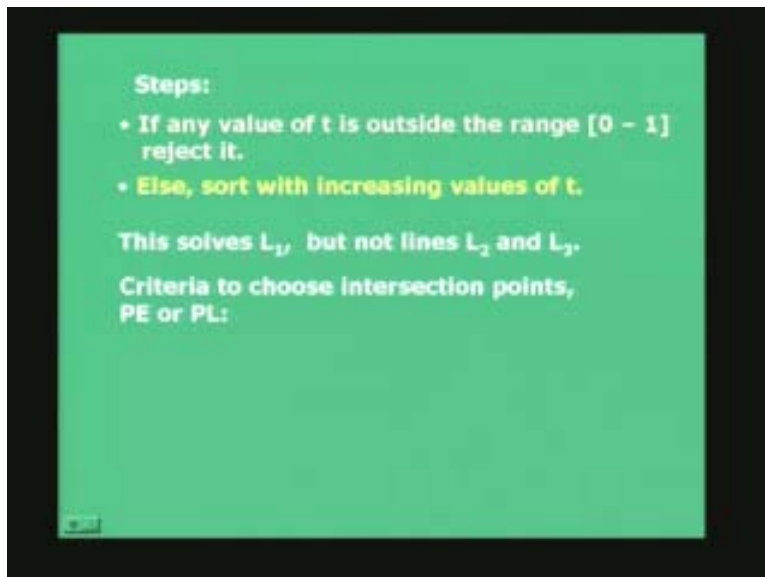 Steps:
• If any value of t is outside the range [0 – 1]
reject it.
• Else, sort with increasing values of t.
This solves L₁, but not lines L₂ and L₃.
Criteria to choose intersection points,
PE or PL: